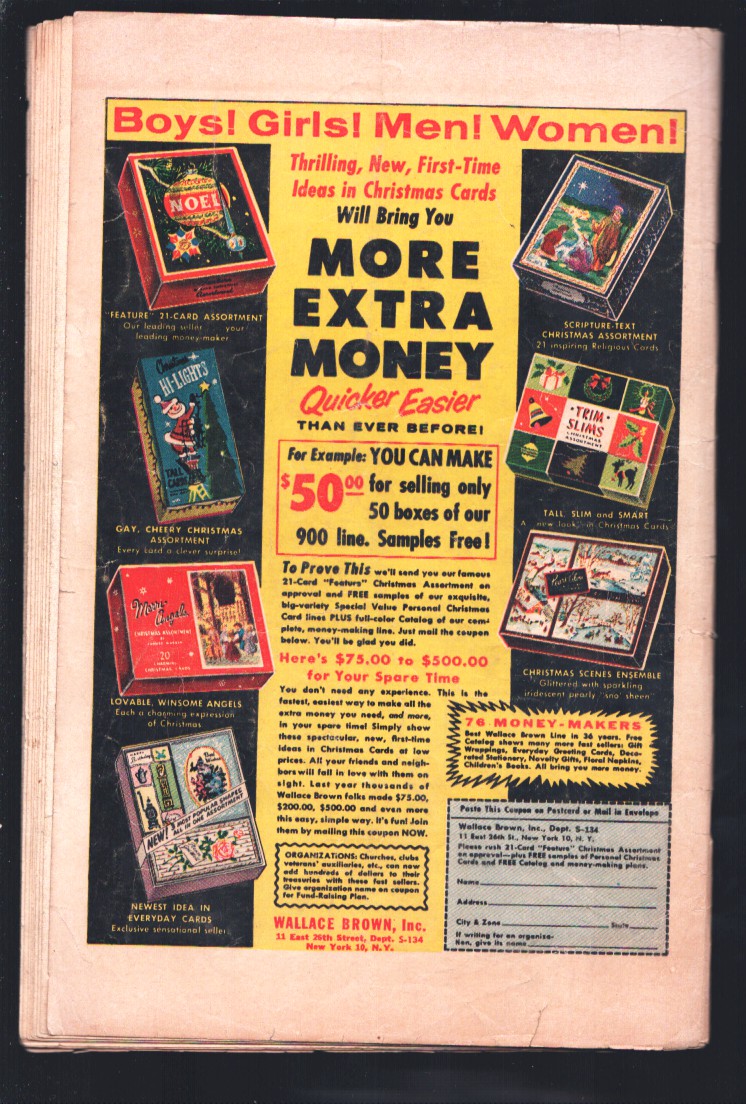 Boys! Girls! Men! Women!
Thrilling, New, First-Time
Ideas in Christmas Cards
Will Bring You
MORE
EXTRA
MONEY
Quicker Easier
THAN EVER BEFORE!
For Example: YOU CAN MAKE
$50.00 for selling only
50 boxes of our
900 line. Samples Free!
To Prove This we'll send you our famous
21-Card "Feature" Christmas Assortment on
approval and FREE samples of our exquisite,
big-variety Special Value Personal Christmas
Card lines PLUS full-color Catalog of our com-
plete, money-making line. Just mail the coupon
below. You'll be glad you did.
Here's $75.00 to $500.00
for Your Spare Time
You don't need any experience. This is the
fastest, easiest way to make all the
extra money you need, and more,
in your spare time! Simply show
these spectacular, new, first-time
ideas in Christmas Cards at low
prices. All your friends and neigh-
bors will fall in love with them on
sight. Last year thousands of
Wallace Brown folks made $75.00,
$200.00, $500.00 and even more
this easy, simple way. It's fun! Join
them by mailing this coupon NOW.
ORGANIZATIONS: Churches, clubs
veterans' auxiliaries, etc., can now
add hundreds of dollars to their
treasuries with these fast sellers.
Give organization name on coupon
for Fund-Raising Plan.
WALLACE BROWN, Inc.
11 East 26th Street, Dept. S-134
New York 10, N.Y.
NOEL
"FEATURE" 21-CARD ASSORTMENT
Our leading seller your
leading money-maker
Christmas
HI-LIGHTS
TALL
CARDS
GAY, CHEERY CHRISTMAS
ASSORTMENT
Every card a clever surprise!
Merrie
Angels
CHRISTMAS ASSORTMENT
20
CHRISTMAS CARDS
LOVABLE, WINSOME ANGELS
Each a charming expression
of Christmas
NEW!
MOST POPULAR SHAPES
ALL IN ONE ASSORTMENT
NEWEST IDEA IN
EVERYDAY CARDS
Exclusive sensational seller
SCRIPTURE-TEXT
CHRISTMAS ASSORTMENT
21 inspiring Religious Cards
TRIM
SLIMS
CHRISTMAS
ASSORTMENT
TALL, SLIM and SMART
A "new look" in Christmas Cards
CHRISTMAS SCENES ENSEMBLE
Glittered with sparkling
iridescent pearly "sno' sheen"
76 MONEY-MAKERS
Best Wallace Brown Line in 36 years. Free
Catalog shows many more fast sellers: Gift
Wrappings, Everyday Greeting Cards, Deco-
rated Stationery, Novelty Gifts, Floral Napkins,
Children's Books. All bring you more money.
Paste This Coupon on Postcard or Mail in Envelope
Wallace Brown, Inc., Dept. S-134
11 East 26th St., New York 10, N. Y.
Please rush 21-Card "Feature" Christmas Assortment
on approval—plus FREE samples of Personal Christmas
Cards and FREE Catalog and money-making plans.
Name
Address
City & Zone State
If writing for an organiza-
tion, give its name